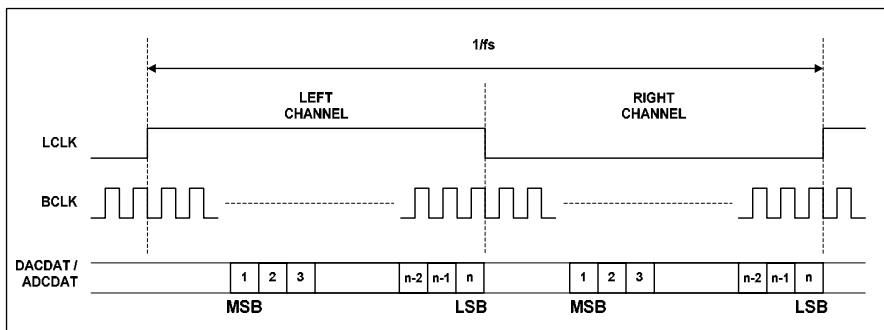 1/fs
LEFT
CHANNEL
RIGHT
CHANNEL
LCLK
BCLK
DACDAT /
ADCDAT
1 2 3 n-2 n-1 n 1 2 3 n-2 n-1 n
MSB LSB MSB LSB